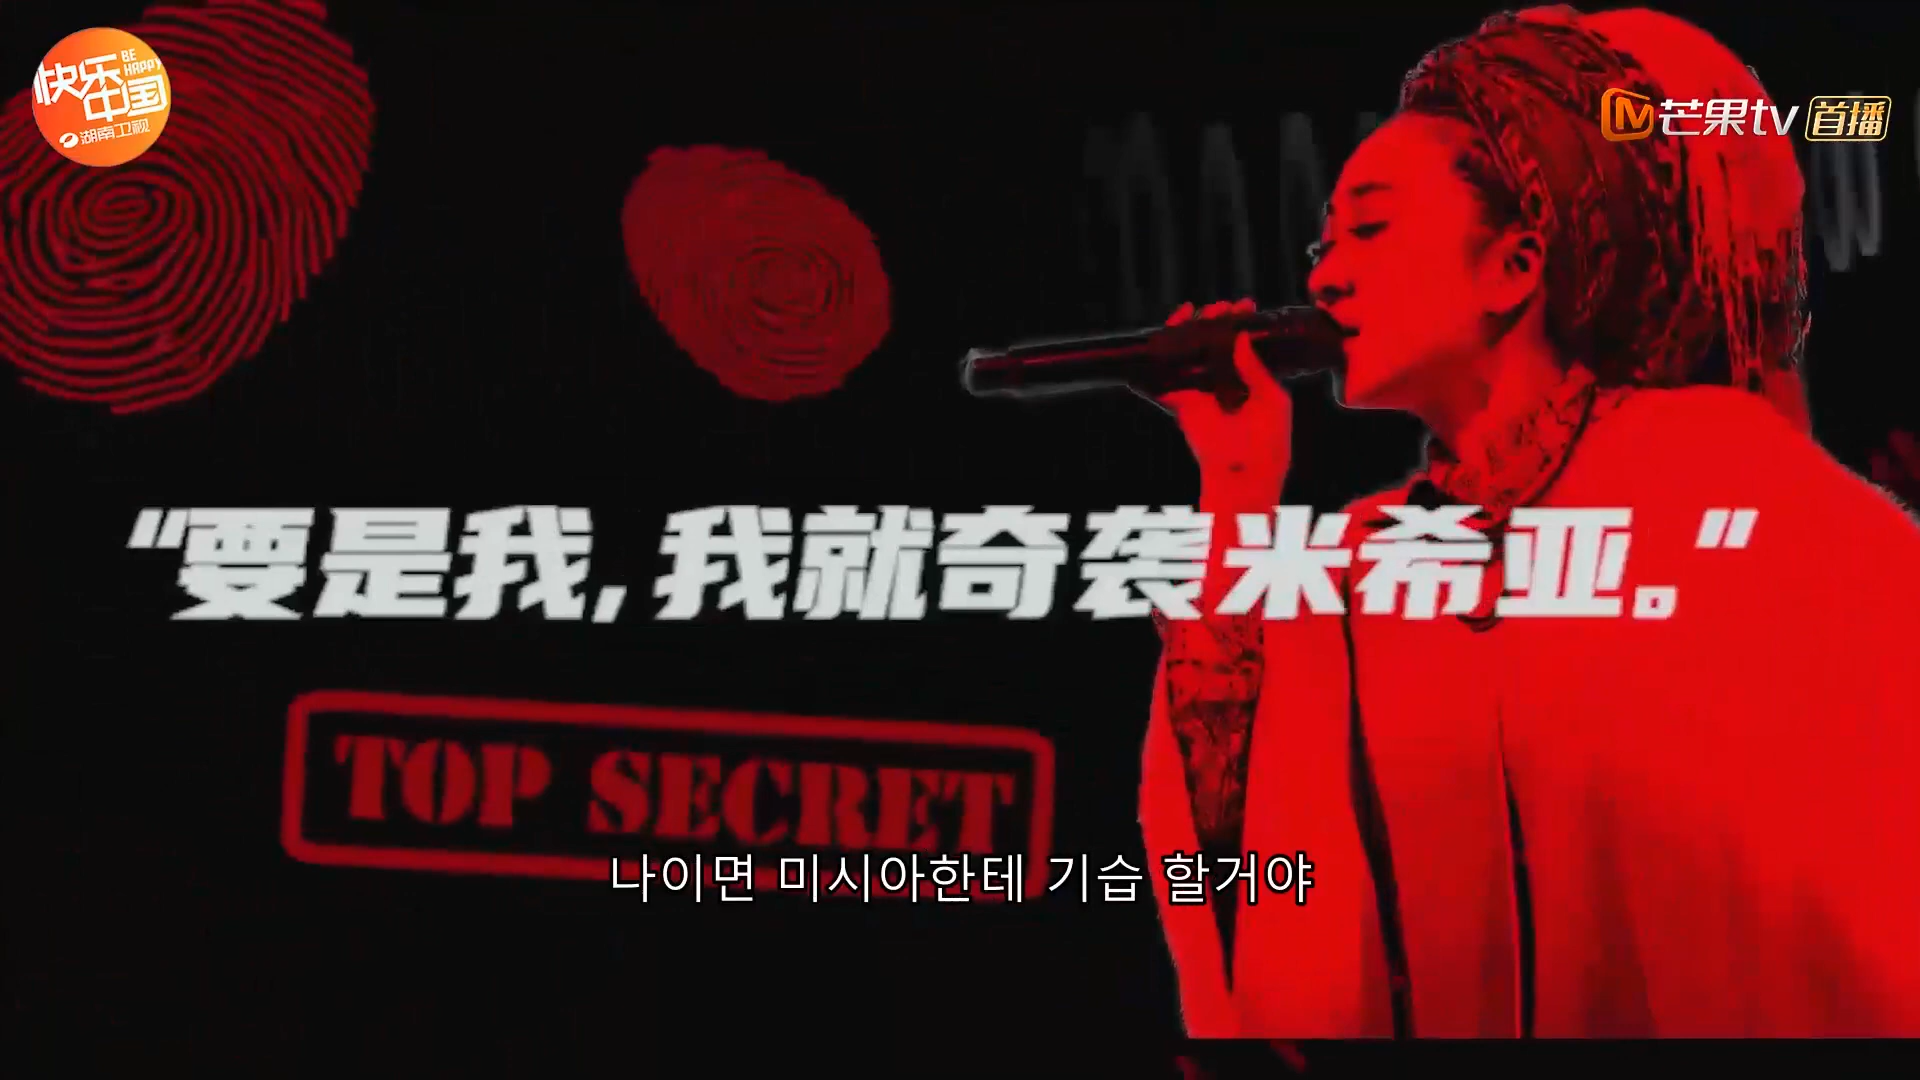 快乐
中国
BE
HAPPY
湖南卫视
芒果tv 首播
“要是我,我就奇袭米希亚。”
TOP SECRET
나이면 미시아한테 기습 할거야